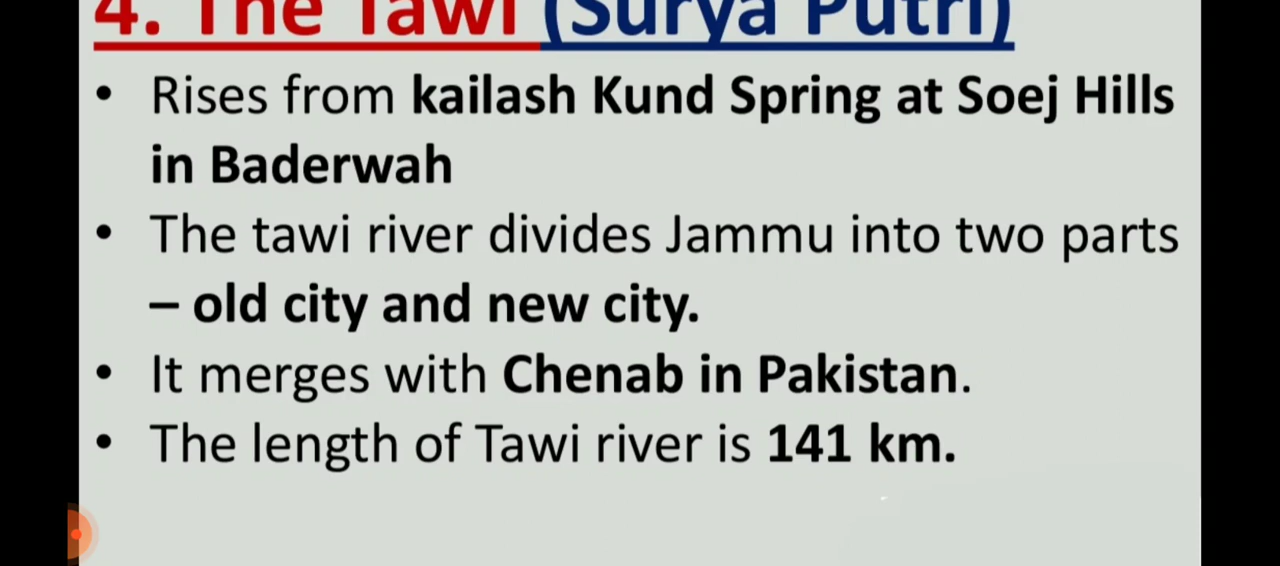 4. The Tawi (Surya Putri)
• Rises from kailash Kund Spring at Soej Hills
in Baderwah
• The tawi river divides Jammu into two parts
– old city and new city.
• It merges with Chenab in Pakistan.
• The length of Tawi river is 141 km.